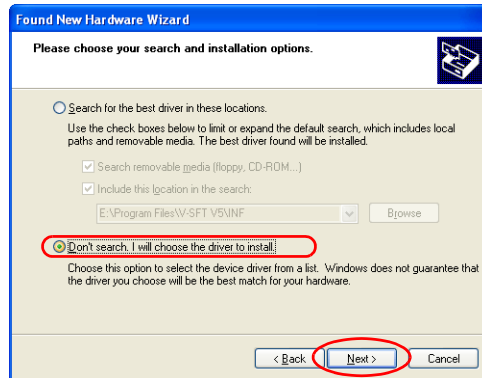 Found New Hardware Wizard
Please choose your search and installation options.
Search for the best driver in these locations.
Use the check boxes below to limit or expand the default search, which includes local
paths and removable media. The best driver found will be installed.
Search removable media (floppy, CD-ROM...)
Include this location in the search:
E:\Program Files\V-SFT V5\INF
Browse
Don't search. I will choose the driver to install.
Choose this option to select the device driver from a list. Windows does not guarantee that
the driver you choose will be the best match for your hardware.
< Back Next > Cancel